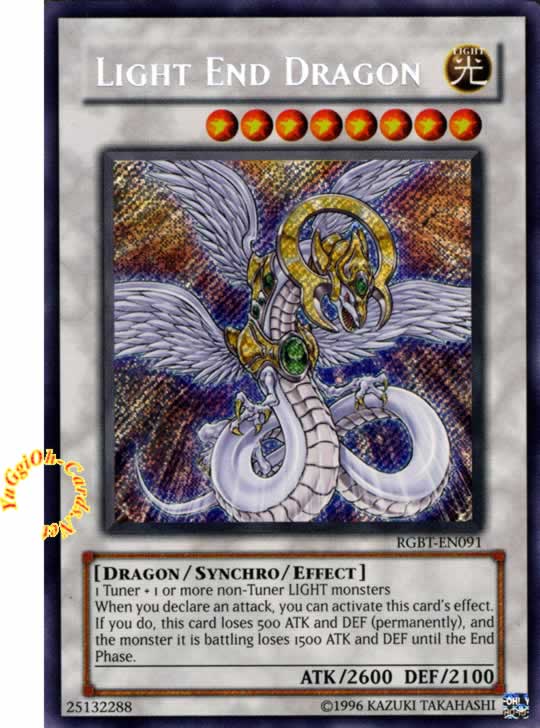 LIGHT END DRAGON
LIGHT
光
RGBT-EN091
[DRAGON/SYNCHRO/EFFECT]
1 Tuner + 1 or more non-Tuner LIGHT monsters
When you declare an attack, you can activate this card's effect.
If you do, this card loses 500 ATK and DEF (permanently), and
the monster it is battling loses 1500 ATK and DEF until the End
Phase.
ATK/2600 DEF/2100
25132288
©1996 KAZUKI TAKAHASHI
YuGgiOh-Cards.Net